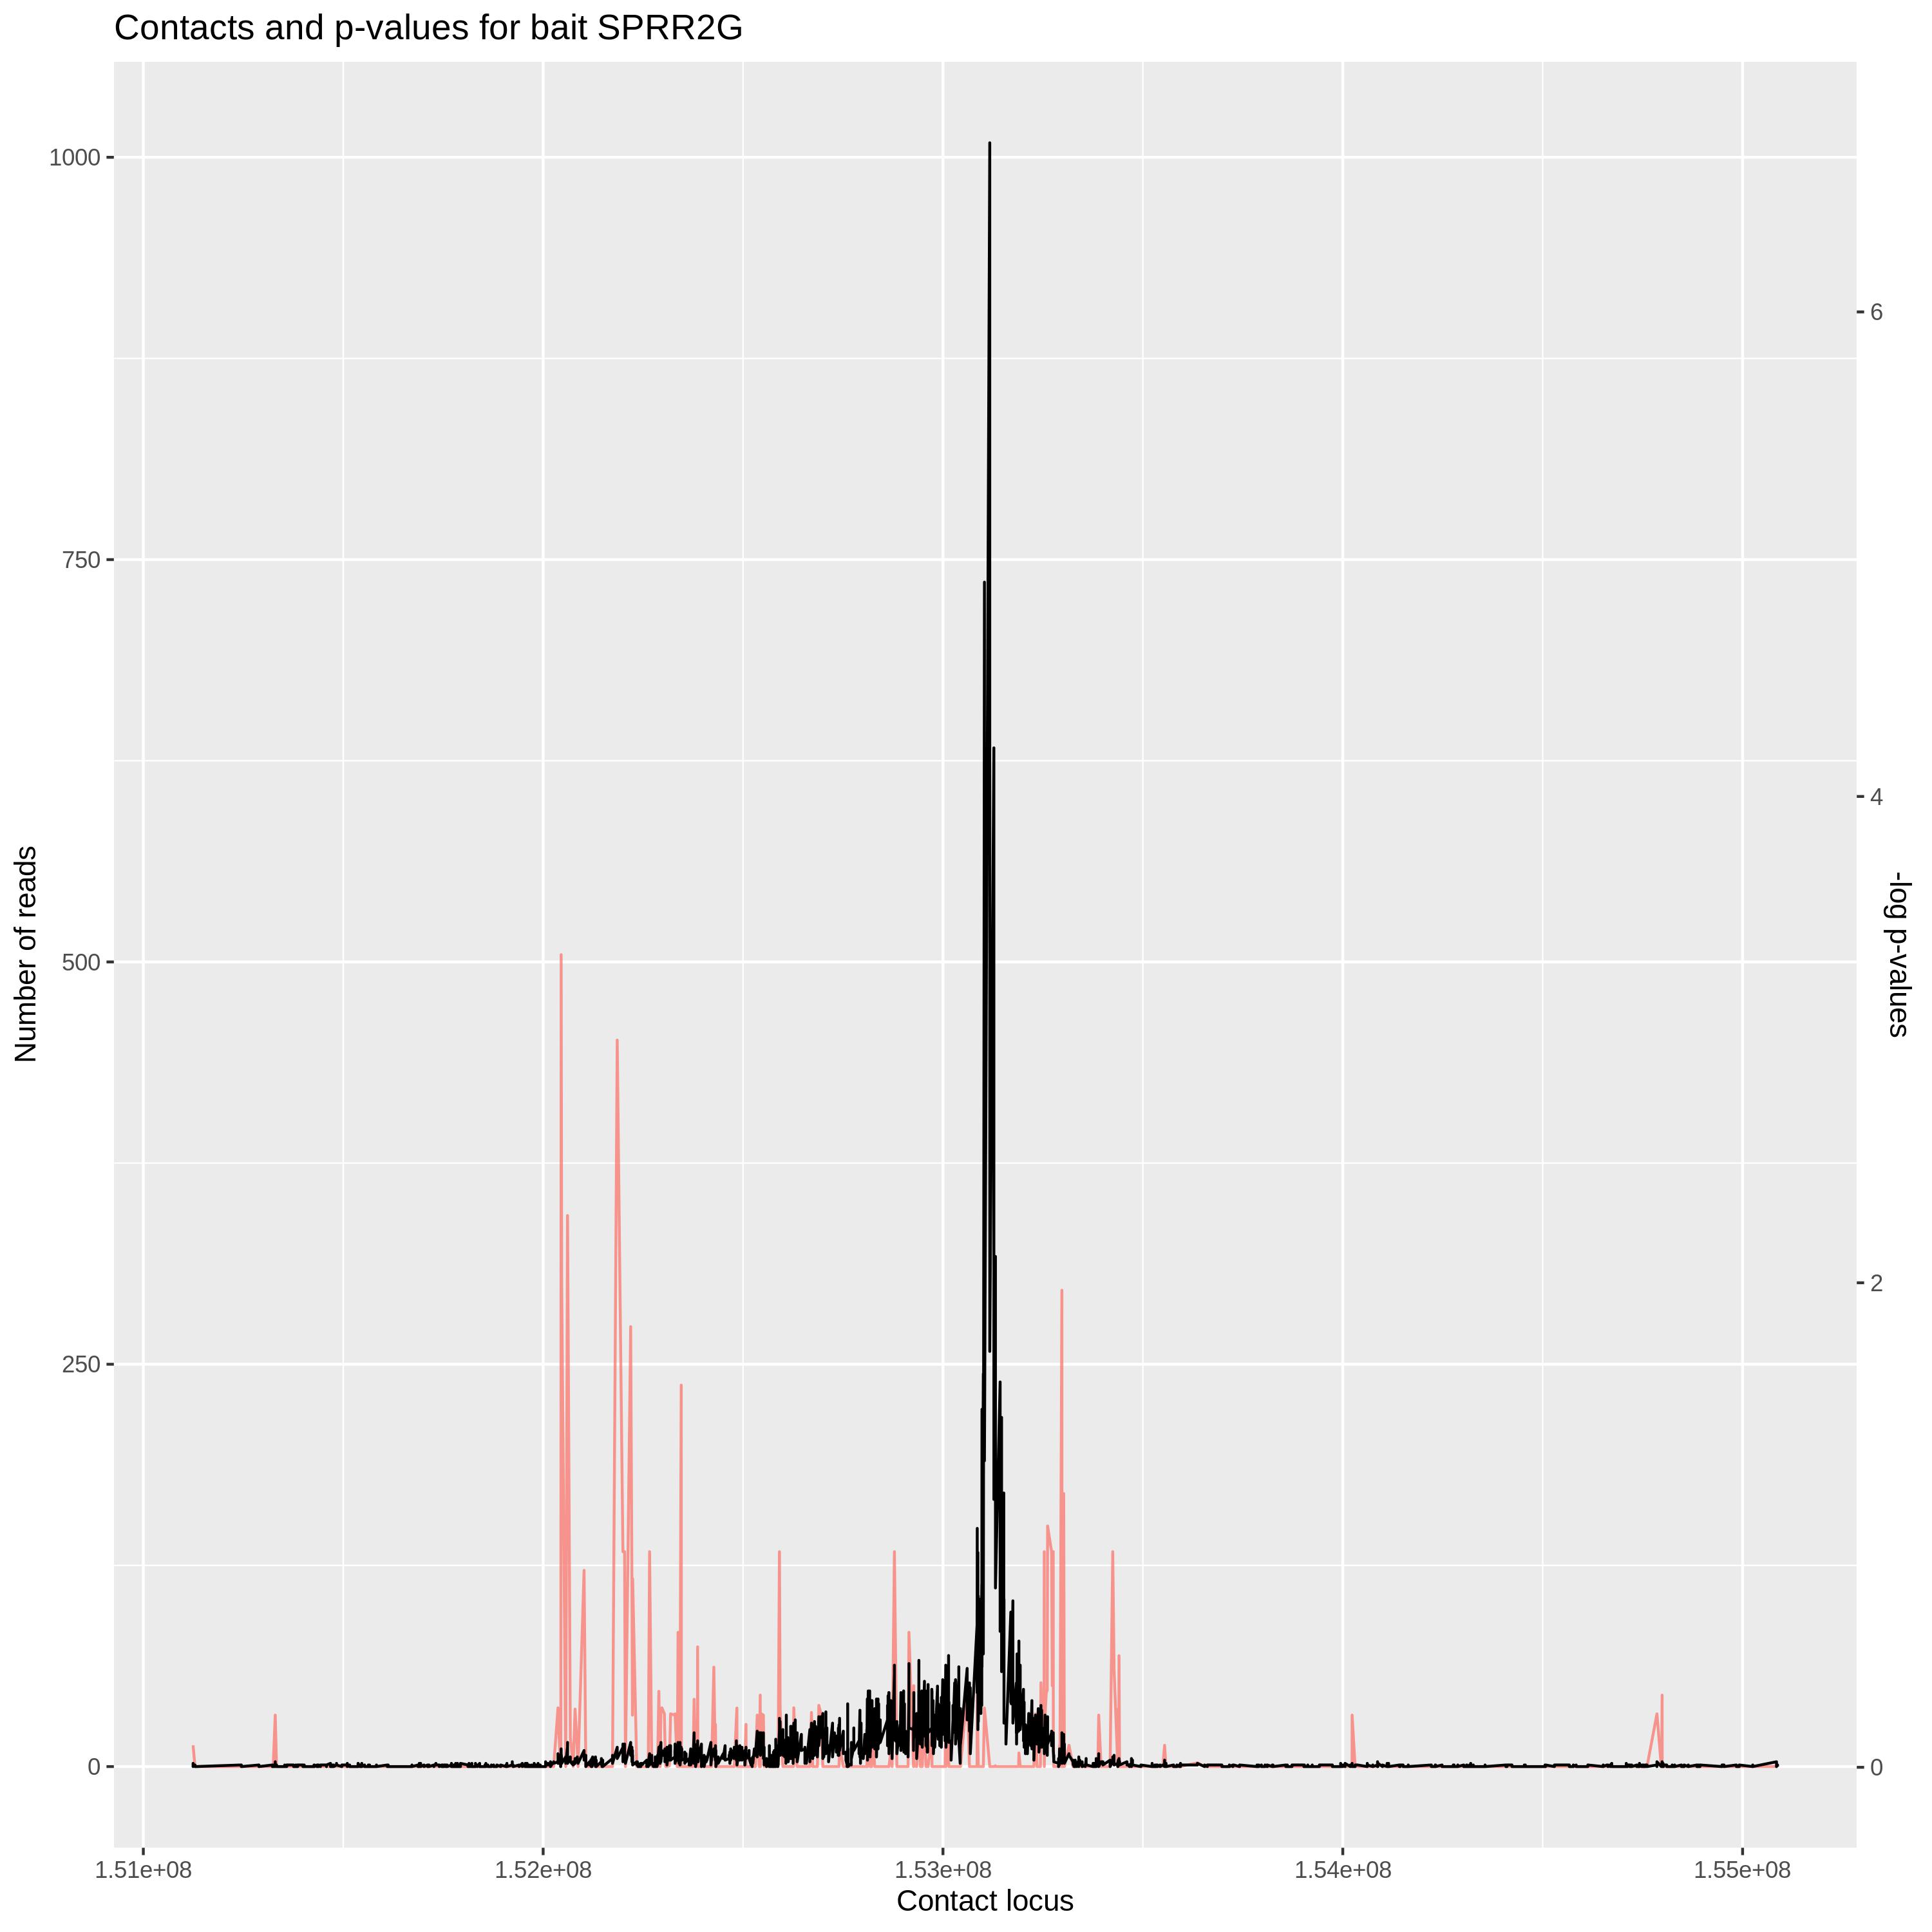 Contacts and p-values for bait SPRR2G
1000
750
500
250
0
Number of reads
6
4
2
0
-log p-values
1.51e+08
1.52e+08
1.53e+08
1.54e+08
1.55e+08
Contact locus